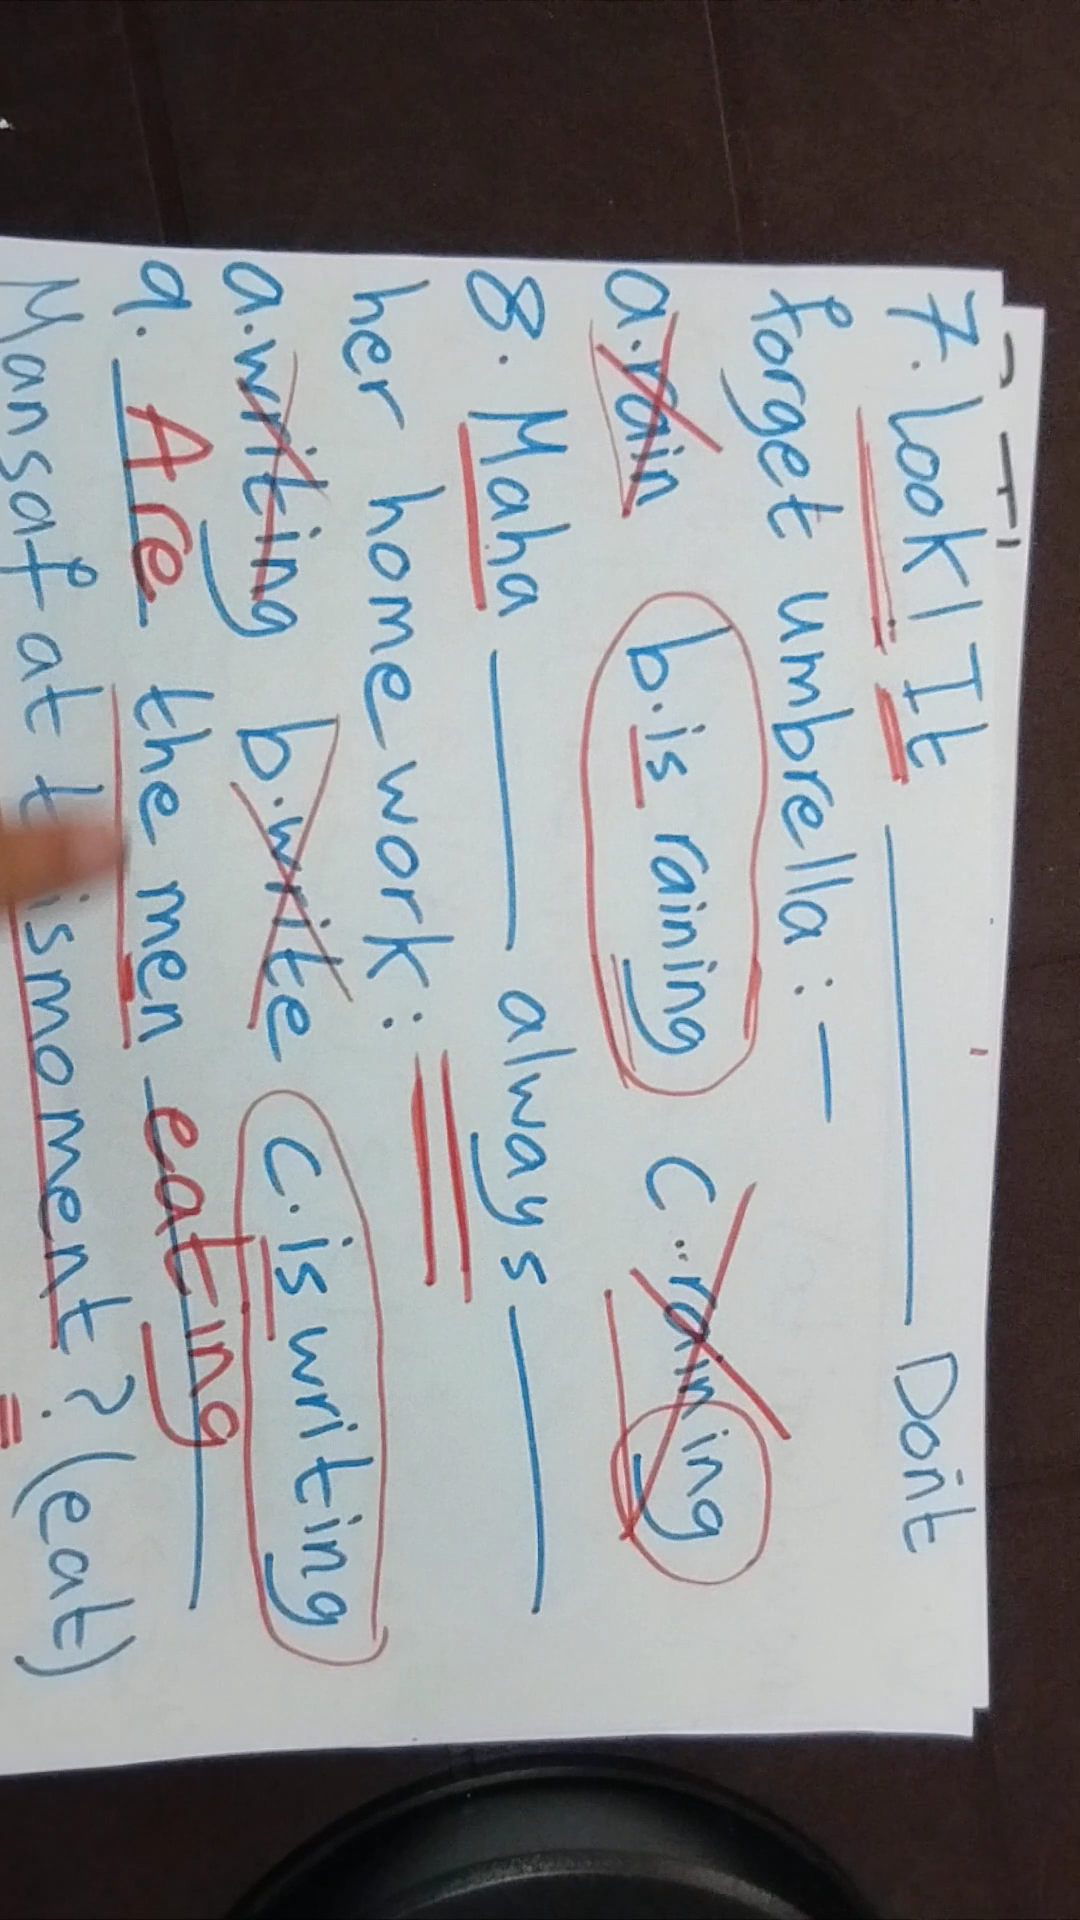 7. Look! It ________ Don't
forget umbrella : —
a. rain b. is raining c. raining
8. Maha ________ always ________
her homework :
a. writing b. write c. is writing
9. Are the men eating
Mansaf at moment ? (eat)